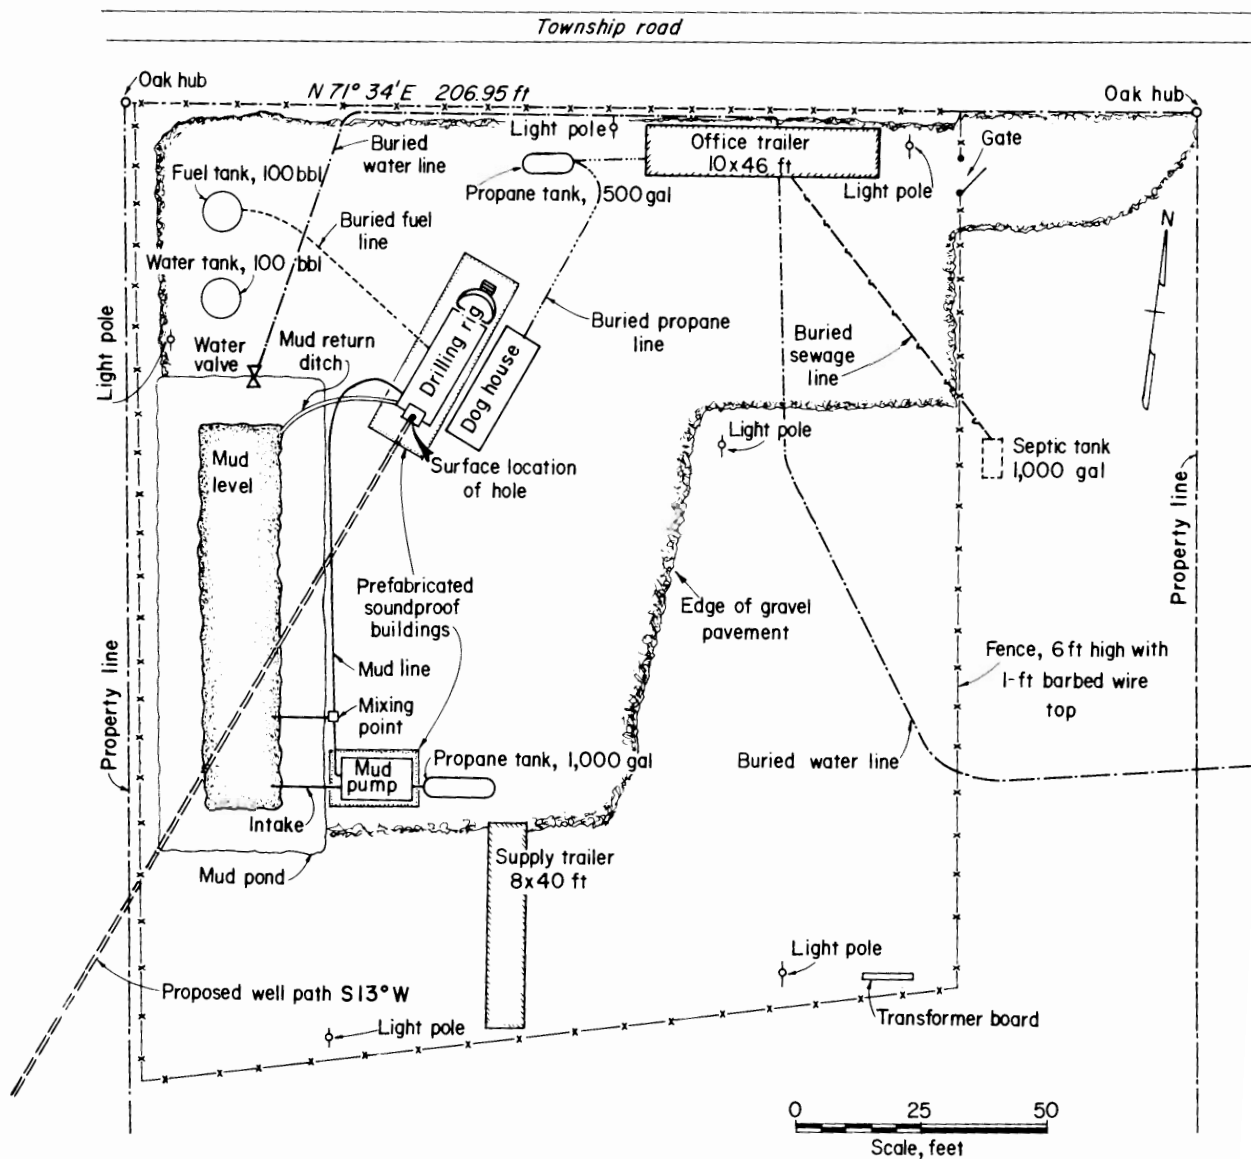 Township road
Oak hub
N 71° 34' E 206.95 ft
Oak hub
Light pole
Buried
water line
Office trailer
10x46 ft
Gate
Fuel tank, 100 bbl
Propane tank, 500 gal
Light pole
Buried fuel
line
N
Water tank, 100 bbl
Light pole
Water
valve
Mud return
ditch
Drilling rig
Dog house
Buried propane
line
Buried
sewage
line
Mud
level
Surface location
of hole
Light pole
Septic tank
1,000 gal
Property line
Prefabricated
soundproof
buildings
Edge of gravel
pavement
Property line
Mud line
Fence, 6 ft high with
1-ft barbed wire
top
Mixing
point
Mud
pump
Propane tank, 1,000 gal
Buried water line
Intake
Mud pond
Supply trailer
8x40 ft
Proposed well path S13°W
Light pole
Light pole
Transformer board
0 25 50
Scale, feet